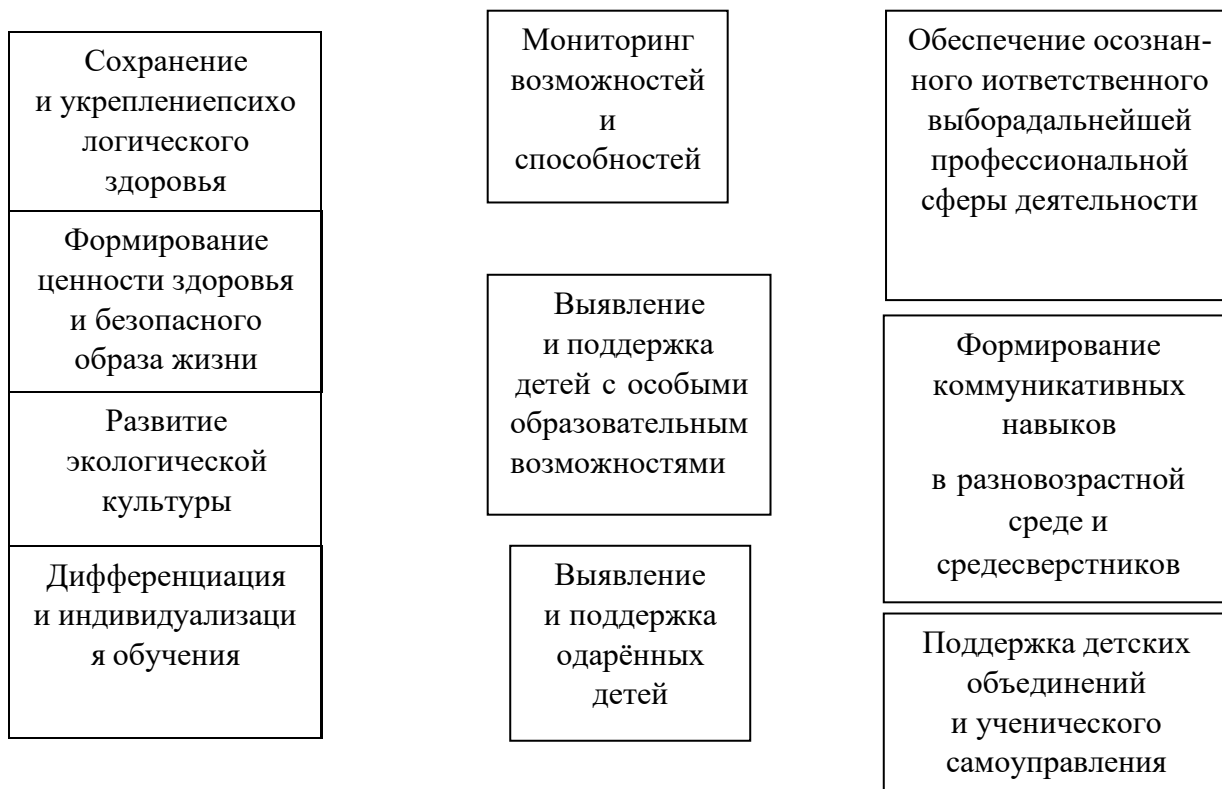 Сохранение
и укреплениепсихо
логического
здоровья
Формирование
ценности здоровья
и безопасного
образа жизни
Развитие
экологической
культуры
Дифференциация
и индивидуализаци
я обучения
Мониторинг
возможностей
и
способностей
Выявление
и поддержка
детей с особыми
образовательным
возможностями
Выявление
и поддержка
одарённых
детей
Обеспечение осознан-
ного иответственного
выборадальнейшей
профессиональной
сферы деятельности
Формирование
коммуникативных
навыков
в разновозрастной
среде и
средесверстников
Поддержка детских
объединений
и ученического
самоуправления